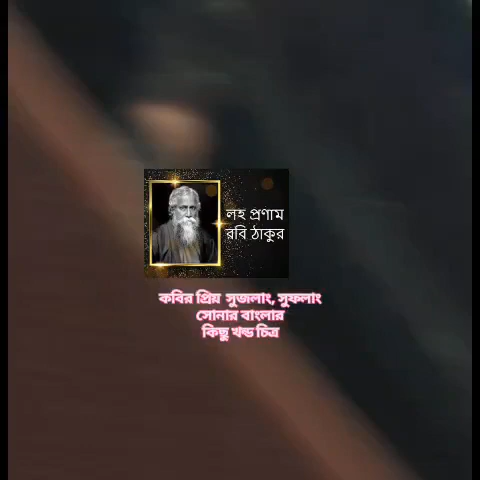 লহ প্রণাম
রবি ঠাকুর
কবির প্রিয় সুজলাং, সুফলাং
সোনার বাংলার
কিছু খন্ড চিত্র